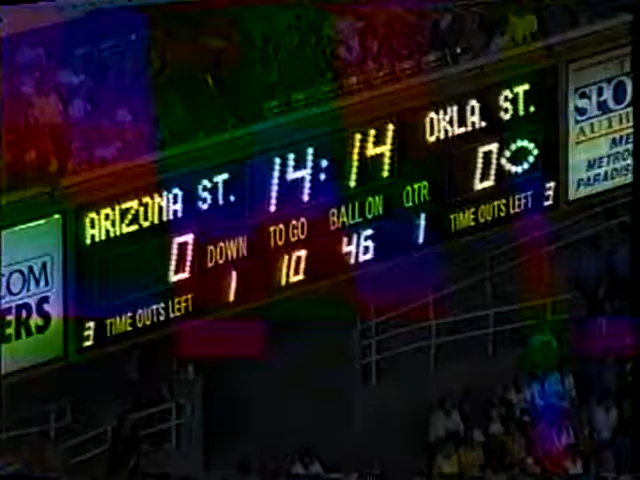 ARIZONA ST. 14:14 OKLA. ST.
0 DOWN TO GO BALL ON QTR 0
1 10 46 1
3 TIME OUTS LEFT TIME OUTS LEFT 3
COM
ERS
SPO
AUTH
ME
METRO
PARADIS